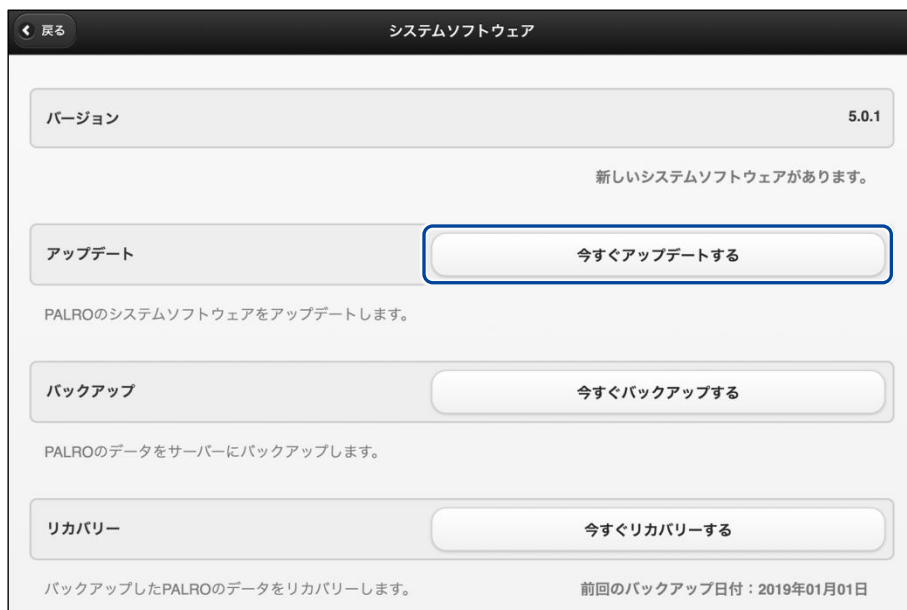 戻る
システムソフトウェア
バージョン 5.0.1
新しいシステムソフトウェアがあります。
アップデート 今すぐアップデートする
PALROのシステムソフトウェアをアップデートします。
バックアップ 今すぐバックアップする
PALROのデータをサーバーにバックアップします。
リカバリー 今すぐリカバリーする
バックアップしたPALROのデータをリカバリーします。 前回のバックアップ日付：2019年01月01日